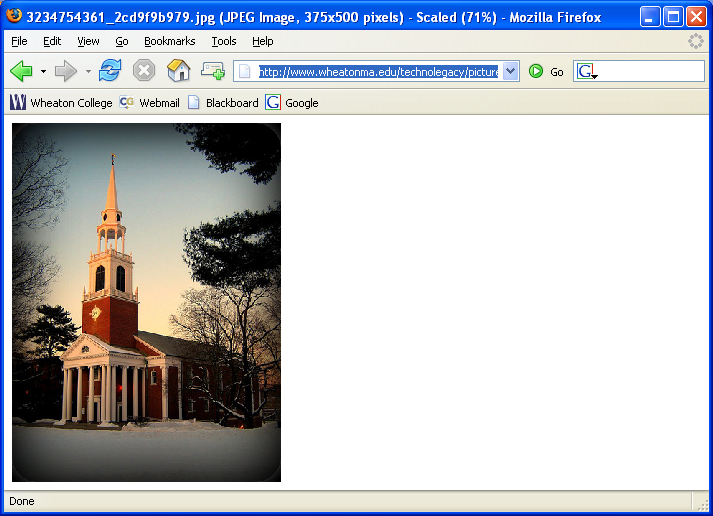 3234754361_2cd9f9b979.jpg (JPEG Image, 375x500 pixels) - Scaled (71%) - Mozilla Firefox
File Edit View Go Bookmarks Tools Help
http://www.wheatonma.edu/technolegacy/picture Go G
W Wheaton College CG Webmail Blackboard G Google
Done